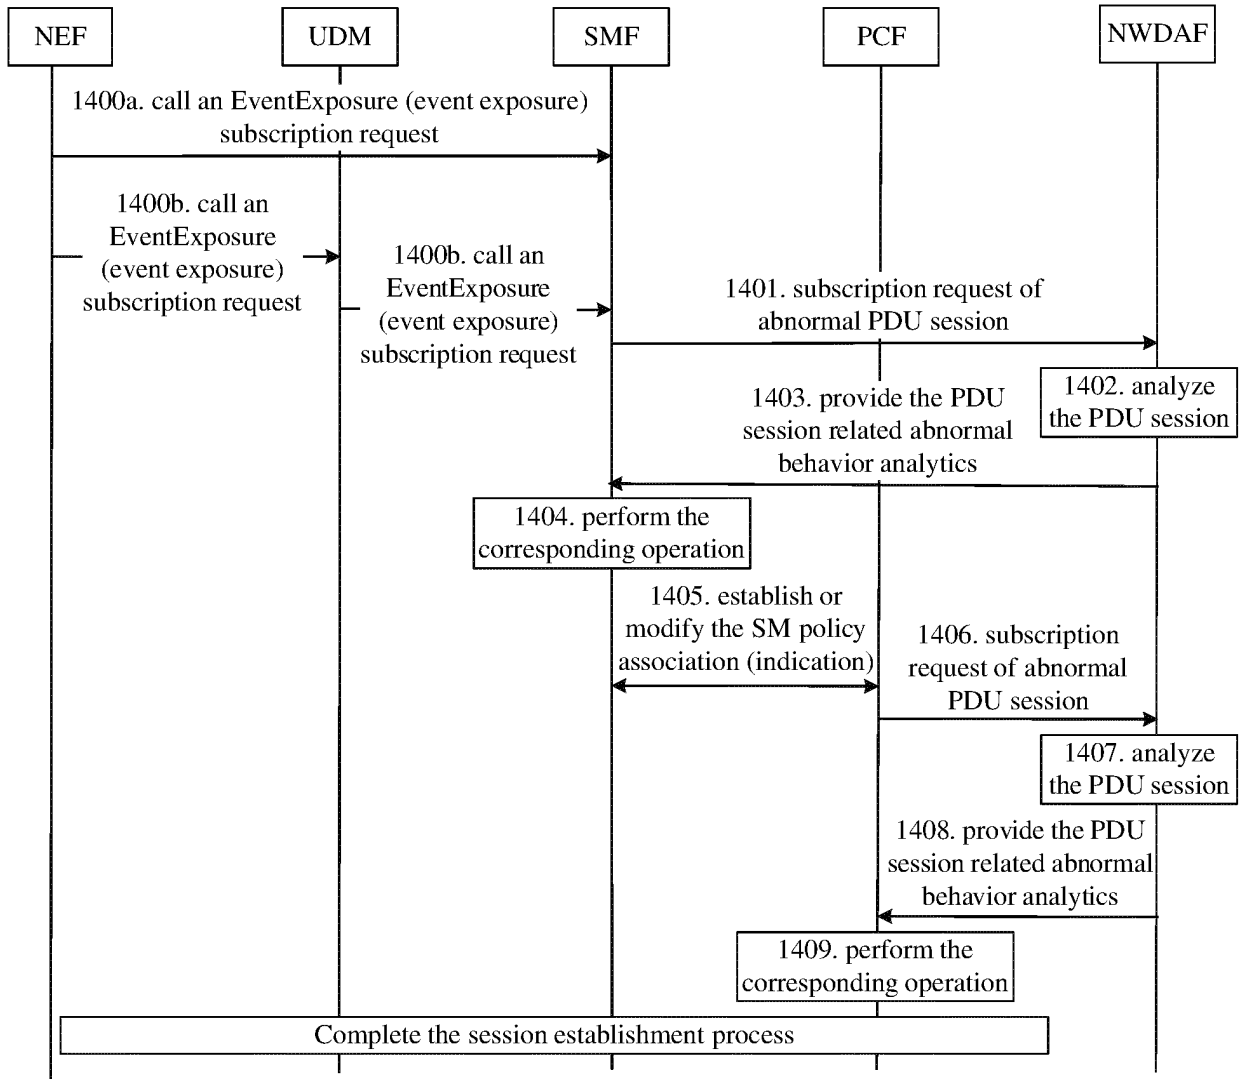 NEF
UDM
SMF
PCF
NWDAF
1400a. call an EventExposure (event exposure)
subscription request
1400b. call an
EventExposure
(event exposure)
subscription request
1400b. call an
EventExposure
(event exposure)
subscription request
1401. subscription request of
abnormal PDU session
1402. analyze
the PDU session
1403. provide the PDU
session related abnormal
behavior analytics
1404. perform the
corresponding operation
1405. establish or
modify the SM policy
association (indication)
1406. subscription
request of abnormal
PDU session
1407. analyze
the PDU session
1408. provide the PDU
session related abnormal
behavior analytics
1409. perform the
corresponding operation
Complete the session establishment process